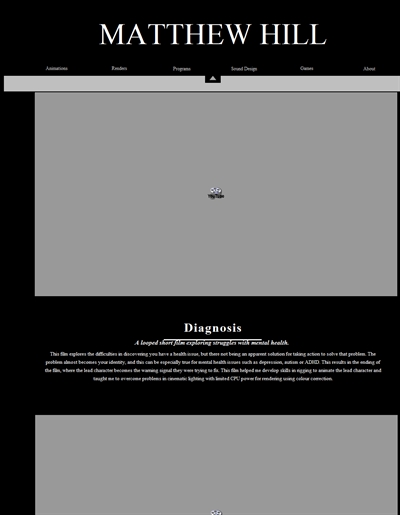 MATTHEW HILL
Animations Renders Programs Sound Design Games About
Diagnosis
A looped short film exploring struggles with mental health.
This film explores the difficulties in discovering you have a health issue, but there not being an apparent solution for taking action to solve that problem. The
problem almost becomes your identity, and this can be especially true for mental health issues such as depression, autism or ADHD. This results in the ending of
the film, where the lead character becomes the warning signal they were trying to fix. This film helped me develop skills in rigging to animate the lead character and
taught me to overcome problems in cinematic lighting with limited CPU power for rendering using colour correction.